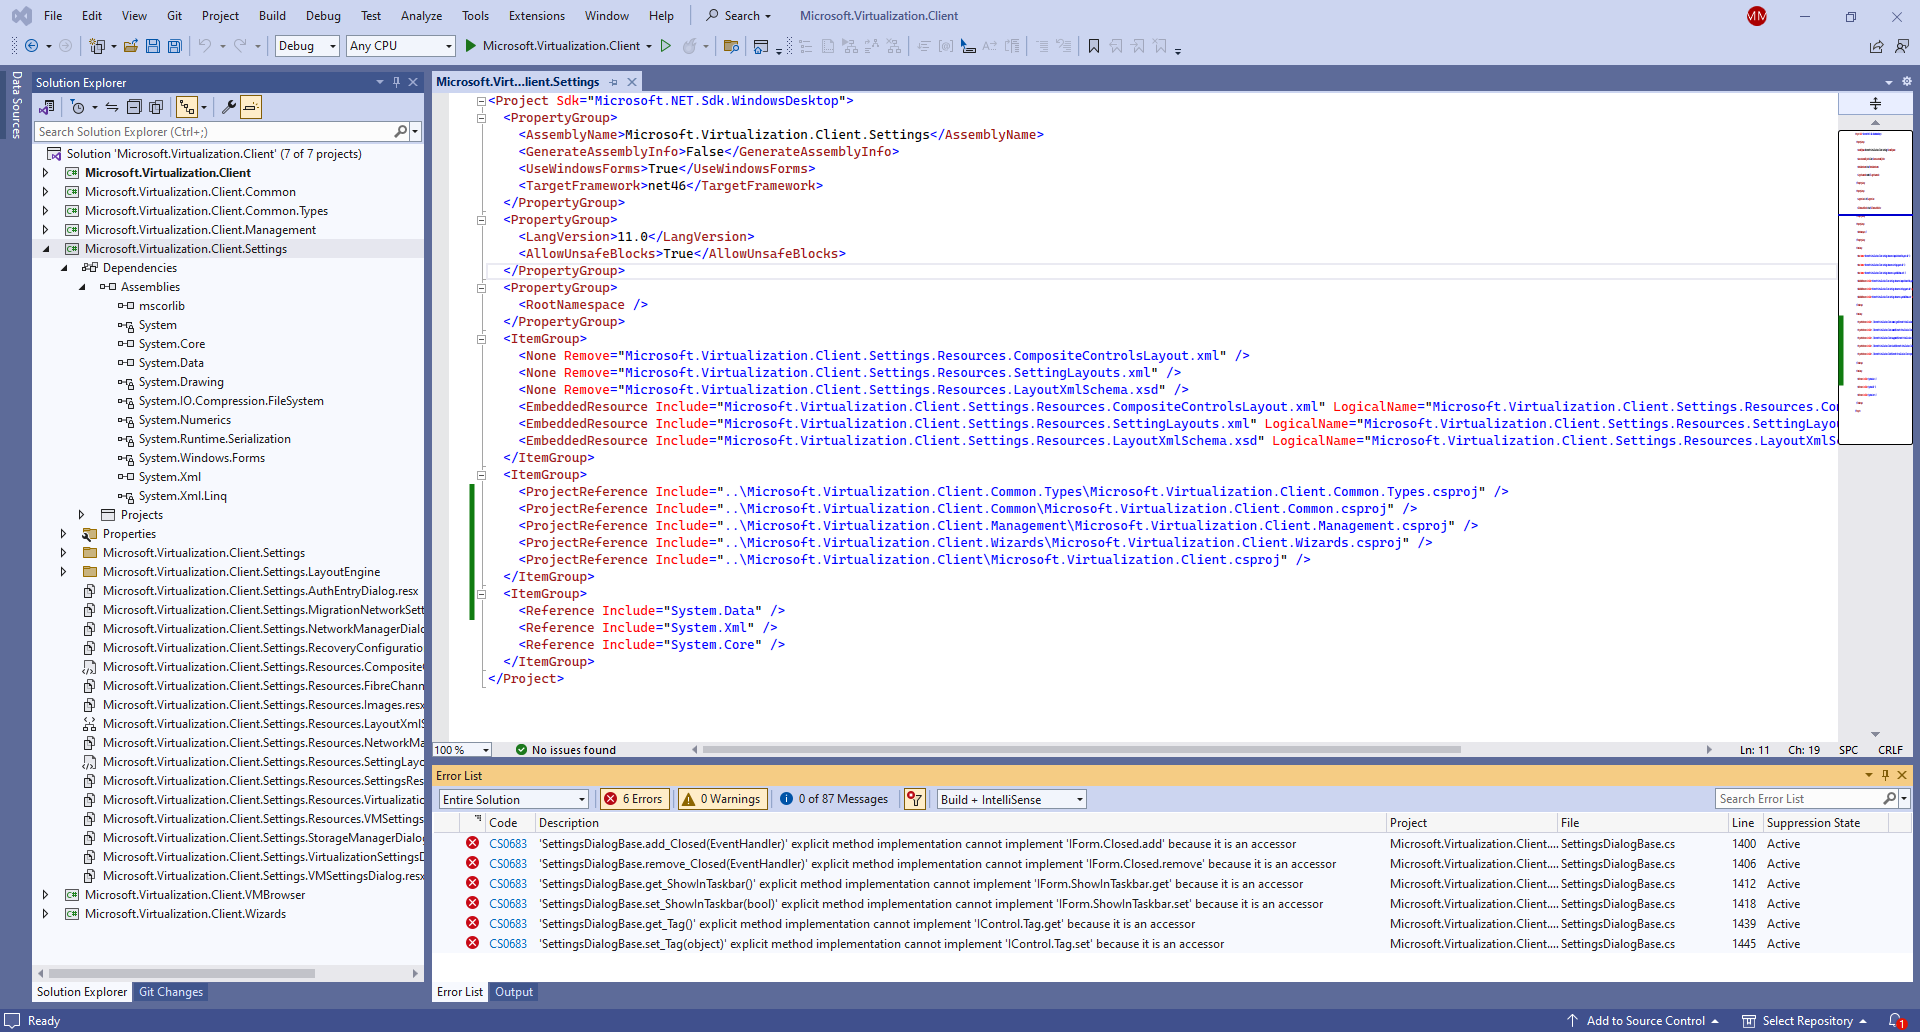 File Edit View Git Project Build Debug Test Analyze Tools Extensions Window Help Search Microsoft.Virtualization.Client MM
Debug Any CPU Microsoft.Virtualization.Client
Data Sources
Solution Explorer
Search Solution Explorer (Ctrl+;)
Solution 'Microsoft.Virtualization.Client' (7 of 7 projects)
C# Microsoft.Virtualization.Client
C# Microsoft.Virtualization.Client.Common
C# Microsoft.Virtualization.Client.Common.Types
C# Microsoft.Virtualization.Client.Management
C# Microsoft.Virtualization.Client.Settings
Dependencies
Assemblies
mscorlib
System
System.Core
System.Data
System.Drawing
System.IO.Compression.FileSystem
System.Numerics
System.Runtime.Serialization
System.Windows.Forms
System.Xml
System.Xml.Linq
Projects
Properties
Microsoft.Virtualization.Client.Settings
Microsoft.Virtualization.Client.Settings.LayoutEngine
Microsoft.Virtualization.Client.Settings.AuthEntryDialog.resx
Microsoft.Virtualization.Client.Settings.MigrationNetworkSett
Microsoft.Virtualization.Client.Settings.NetworkManagerDialo
Microsoft.Virtualization.Client.Settings.RecoveryConfiguratio
Microsoft.Virtualization.Client.Settings.Resources.Composite
Microsoft.Virtualization.Client.Settings.Resources.FibreChann
Microsoft.Virtualization.Client.Settings.Resources.Images.resx
Microsoft.Virtualization.Client.Settings.Resources.LayoutXmlS
Microsoft.Virtualization.Client.Settings.Resources.NetworkMa
Microsoft.Virtualization.Client.Settings.Resources.SettingLayo
Microsoft.Virtualization.Client.Settings.Resources.SettingsRes
Microsoft.Virtualization.Client.Settings.Resources.Virtualizatio
Microsoft.Virtualization.Client.Settings.Resources.VMSettings
Microsoft.Virtualization.Client.Settings.StorageManagerDialo
Microsoft.Virtualization.Client.Settings.VirtualizationSettingsD
Microsoft.Virtualization.Client.Settings.VMSettingsDialog.resx
C# Microsoft.Virtualization.Client.VMBrowser
C# Microsoft.Virtualization.Client.Wizards
Solution Explorer Git Changes
Microsoft.Virt...lient.Settings
<Project Sdk="Microsoft.NET.Sdk.WindowsDesktop">
<PropertyGroup>
<AssemblyName>Microsoft.Virtualization.Client.Settings</AssemblyName>
<GenerateAssemblyInfo>False</GenerateAssemblyInfo>
<UseWindowsForms>True</UseWindowsForms>
<TargetFramework>net46</TargetFramework>
</PropertyGroup>
<PropertyGroup>
<LangVersion>11.0</LangVersion>
<AllowUnsafeBlocks>True</AllowUnsafeBlocks>
</PropertyGroup>
<PropertyGroup>
<RootNamespace />
</PropertyGroup>
<ItemGroup>
<None Remove="Microsoft.Virtualization.Client.Settings.Resources.CompositeControlsLayout.xml" />
<None Remove="Microsoft.Virtualization.Client.Settings.Resources.SettingLayouts.xml" />
<None Remove="Microsoft.Virtualization.Client.Settings.Resources.LayoutXmlSchema.xsd" />
<EmbeddedResource Include="Microsoft.Virtualization.Client.Settings.Resources.CompositeControlsLayout.xml" LogicalName="Microsoft.Virtualization.Client.Settings.Resources.Co
<EmbeddedResource Include="Microsoft.Virtualization.Client.Settings.Resources.SettingLayouts.xml" LogicalName="Microsoft.Virtualization.Client.Settings.Resources.SettingLayo
<EmbeddedResource Include="Microsoft.Virtualization.Client.Settings.Resources.LayoutXmlSchema.xsd" LogicalName="Microsoft.Virtualization.Client.Settings.Resources.LayoutXmlS
</ItemGroup>
<ItemGroup>
<ProjectReference Include="..\Microsoft.Virtualization.Client.Common.Types\Microsoft.Virtualization.Client.Common.Types.csproj" />
<ProjectReference Include="..\Microsoft.Virtualization.Client.Common\Microsoft.Virtualization.Client.Common.csproj" />
<ProjectReference Include="..\Microsoft.Virtualization.Client.Management\Microsoft.Virtualization.Client.Management.csproj" />
<ProjectReference Include="..\Microsoft.Virtualization.Client.Wizards\Microsoft.Virtualization.Client.Wizards.csproj" />
<ProjectReference Include="..\Microsoft.Virtualization.Client\Microsoft.Virtualization.Client.csproj" />
</ItemGroup>
<ItemGroup>
<Reference Include="System.Data" />
<Reference Include="System.Xml" />
<Reference Include="System.Core" />
</ItemGroup>
</Project>
100 % No issues found Ln: 11 Ch: 19 SPC CRLF
Error List
Entire Solution 6 Errors 0 Warnings 0 of 87 Messages Build + IntelliSense Search Error List
Code Description Project File Line Suppression State
CS0683 'SettingsDialogBase.add_Closed(EventHandler)' explicit method implementation cannot implement 'IForm.Closed.add' because it is an accessor Microsoft.Virtualization.Client.... SettingsDialogBase.cs 1400 Active
CS0683 'SettingsDialogBase.remove_Closed(EventHandler)' explicit method implementation cannot implement 'IForm.Closed.remove' because it is an accessor Microsoft.Virtualization.Client.... SettingsDialogBase.cs 1406 Active
CS0683 'SettingsDialogBase.get_ShowInTaskbar()' explicit method implementation cannot implement 'IForm.ShowInTaskbar.get' because it is an accessor Microsoft.Virtualization.Client.... SettingsDialogBase.cs 1412 Active
CS0683 'SettingsDialogBase.set_ShowInTaskbar(bool)' explicit method implementation cannot implement 'IForm.ShowInTaskbar.set' because it is an accessor Microsoft.Virtualization.Client.... SettingsDialogBase.cs 1418 Active
CS0683 'SettingsDialogBase.get_Tag()' explicit method implementation cannot implement 'IControl.Tag.get' because it is an accessor Microsoft.Virtualization.Client.... SettingsDialogBase.cs 1439 Active
CS0683 'SettingsDialogBase.set_Tag(object)' explicit method implementation cannot implement 'IControl.Tag.set' because it is an accessor Microsoft.Virtualization.Client.... SettingsDialogBase.cs 1445 Active
Error List Output
Ready Add to Source Control Select Repository 1